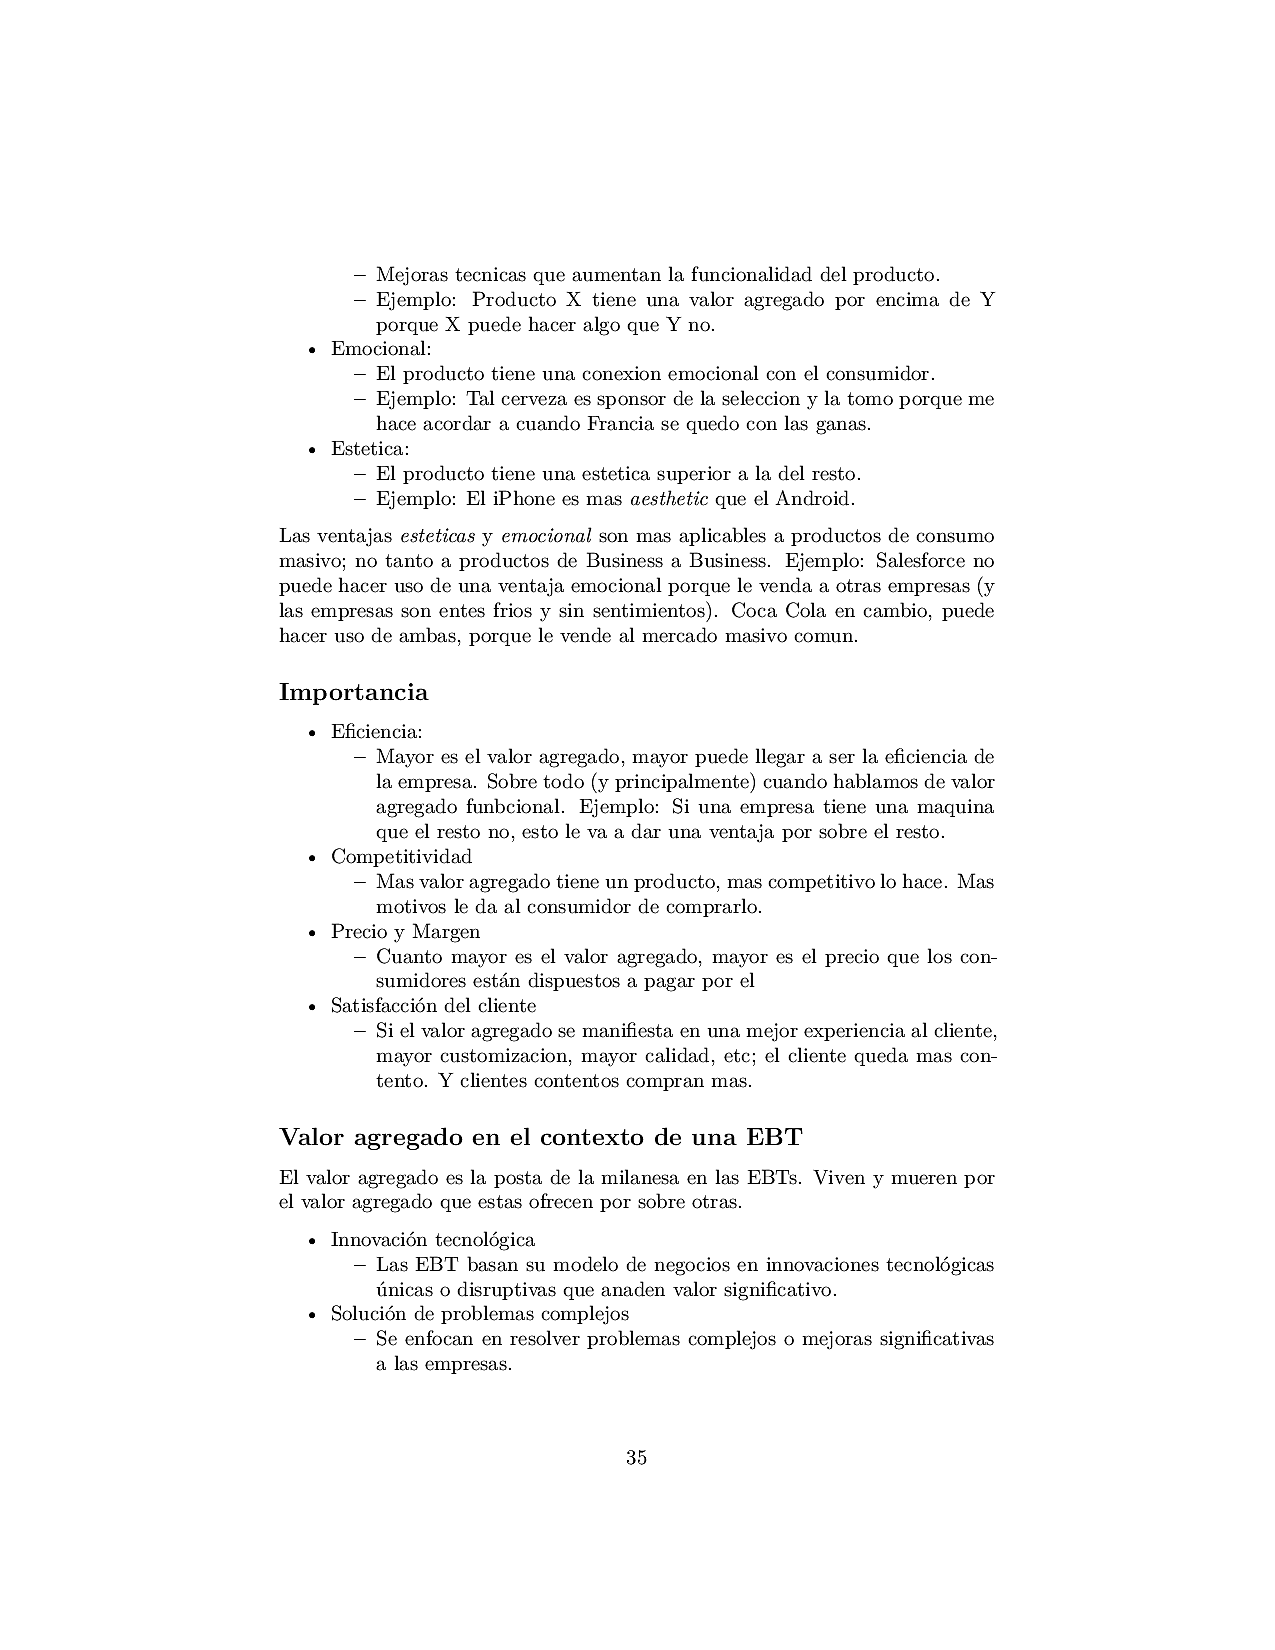 – Mejoras tecnicas que aumentan la funcionalidad del producto.
– Ejemplo: Producto X tiene una valor agregado por encima de Y
porque X puede hacer algo que Y no.
• Emocional:
– El producto tiene una conexion emocional con el consumidor.
– Ejemplo: Tal cerveza es sponsor de la seleccion y la tomo porque me
hace acordar a cuando Francia se quedo con las ganas.
• Estetica:
– El producto tiene una estetica superior a la del resto.
– Ejemplo: El iPhone es mas aesthetic que el Android.
Las ventajas esteticas y emocional son mas aplicables a productos de consumo
masivo; no tanto a productos de Business a Business. Ejemplo: Salesforce no
puede hacer uso de una ventaja emocional porque le venda a otras empresas (y
las empresas son entes frios y sin sentimientos). Coca Cola en cambio, puede
hacer uso de ambas, porque le vende al mercado masivo comun.
Importancia
• Eficiencia:
– Mayor es el valor agregado, mayor puede llegar a ser la eficiencia de
la empresa. Sobre todo (y principalmente) cuando hablamos de valor
agregado funbcional. Ejemplo: Si una empresa tiene una maquina
que el resto no, esto le va a dar una ventaja por sobre el resto.
• Competitividad
– Mas valor agregado tiene un producto, mas competitivo lo hace. Mas
motivos le da al consumidor de comprarlo.
• Precio y Margen
– Cuanto mayor es el valor agregado, mayor es el precio que los con-
sumidores están dispuestos a pagar por el
• Satisfacción del cliente
– Si el valor agregado se manifiesta en una mejor experiencia al cliente,
mayor customizacion, mayor calidad, etc; el cliente queda mas con-
tento. Y clientes contentos compran mas.
Valor agregado en el contexto de una EBT
El valor agregado es la posta de la milanesa en las EBTs. Viven y mueren por
el valor agregado que estas ofrecen por sobre otras.
• Innovación tecnológica
– Las EBT basan su modelo de negocios en innovaciones tecnológicas
únicas o disruptivas que anaden valor significativo.
• Solución de problemas complejos
– Se enfocan en resolver problemas complejos o mejoras significativas
a las empresas.
35